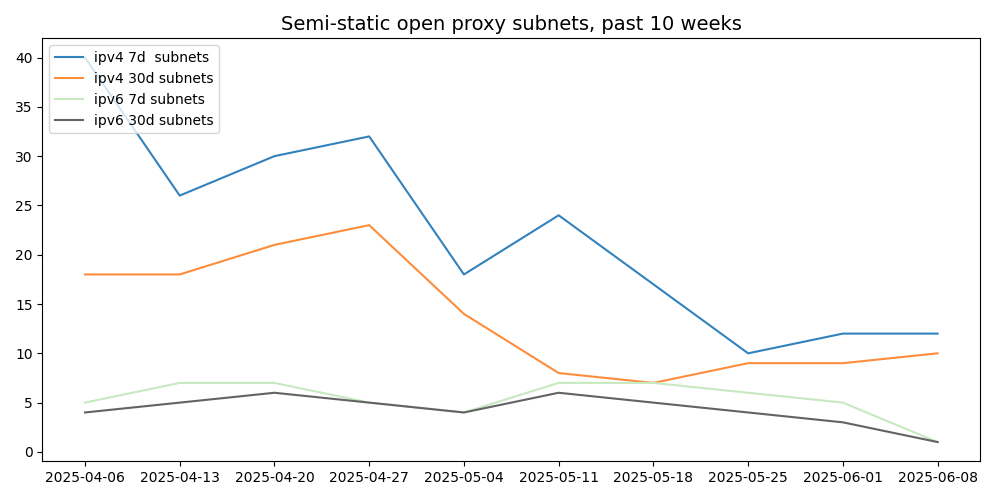 Semi-static open proxy subnets, past 10 weeks
ipv4 7d  subnets
ipv4 30d subnets
ipv6 7d subnets
ipv6 30d subnets
40
35
30
25
20
15
10
5
0
2025-04-06 2025-04-13 2025-04-20 2025-04-27 2025-05-04 2025-05-11 2025-05-18 2025-05-25 2025-06-01 2025-06-08